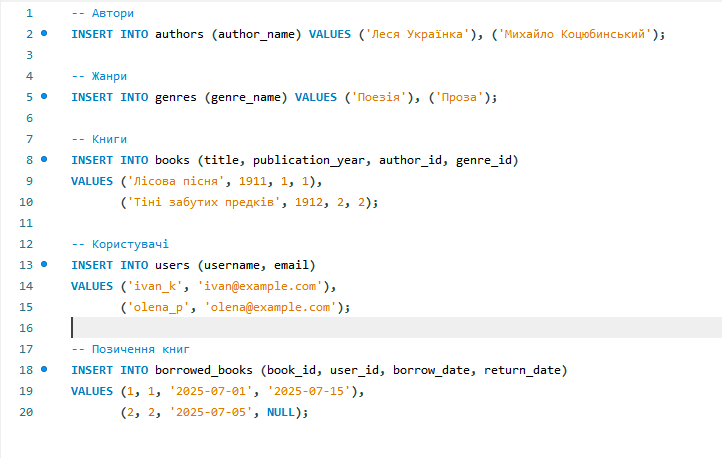 1 -- Автори
2 INSERT INTO authors (author_name) VALUES ('Леся Українка'), ('Михайло Коцюбинський');
3
4 -- Жанри
5 INSERT INTO genres (genre_name) VALUES ('Поезія'), ('Проза');
6
7 -- Книги
8 INSERT INTO books (title, publication_year, author_id, genre_id)
9 VALUES ('Лісова пісня', 1911, 1, 1),
10 ('Тіні забутих предків', 1912, 2, 2);
11
12 -- Користувачі
13 INSERT INTO users (username, email)
14 VALUES ('ivan_k', 'ivan@example.com'),
15 ('olena_p', 'olena@example.com');
16
17 -- Позичення книг
18 INSERT INTO borrowed_books (book_id, user_id, borrow_date, return_date)
19 VALUES (1, 1, '2025-07-01', '2025-07-15'),
20 (2, 2, '2025-07-05', NULL);